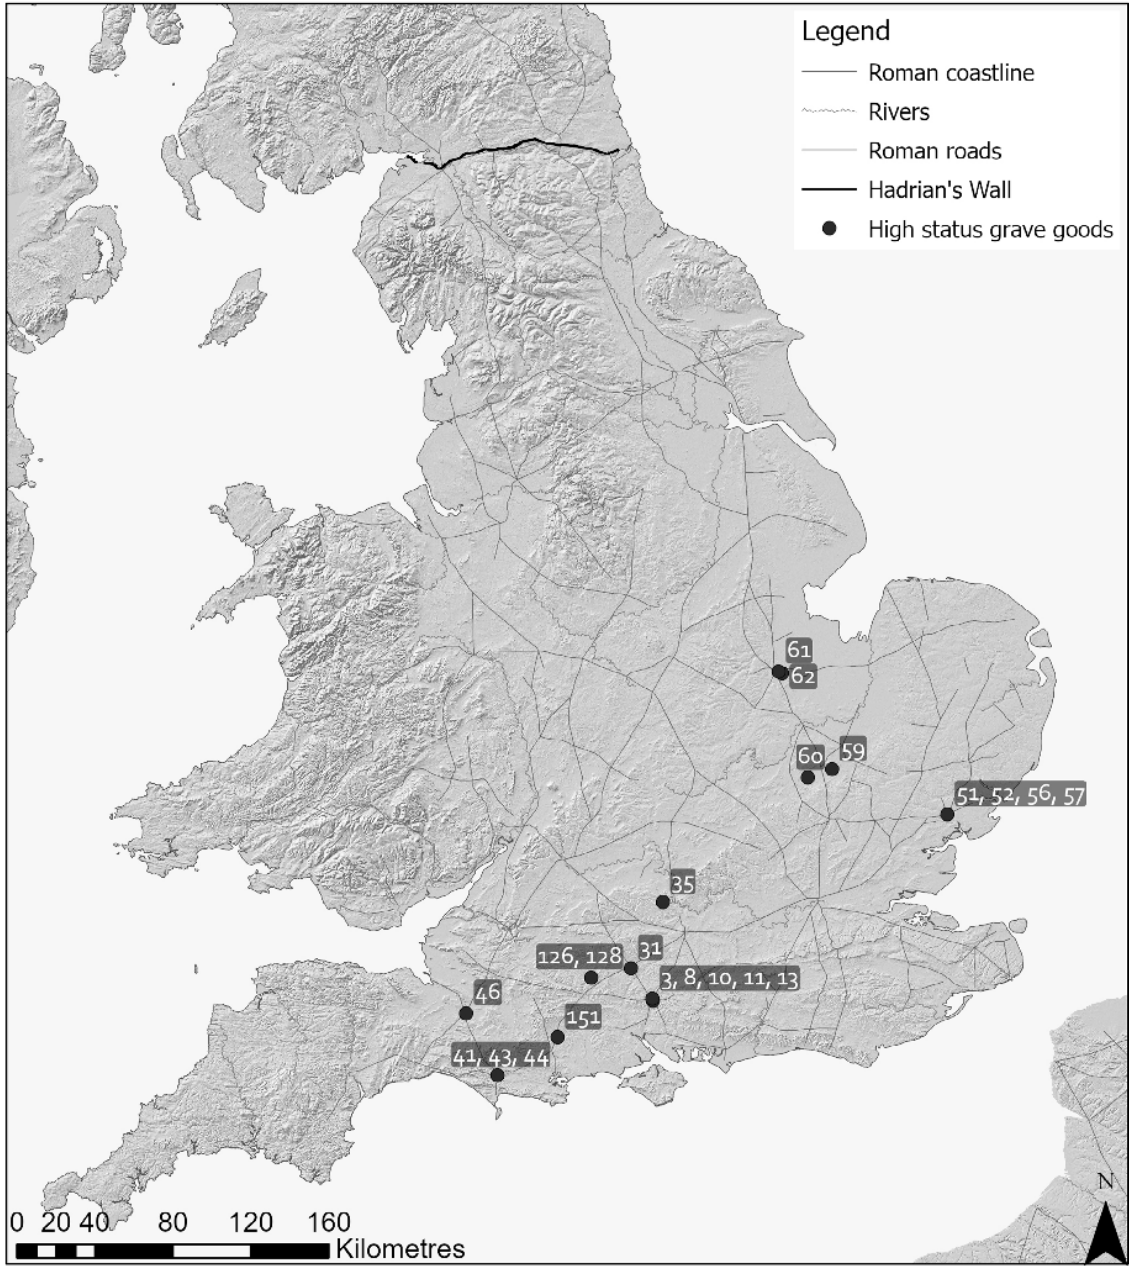 Legend
Roman coastline
Rivers
Roman roads
Hadrian's Wall
High status grave goods
61
62
60
59
51, 52, 56, 57
35
31
126, 128
3, 8, 10, 11, 13
46
151
41, 43, 44
N
0 20 40 80 120 160
Kilometres